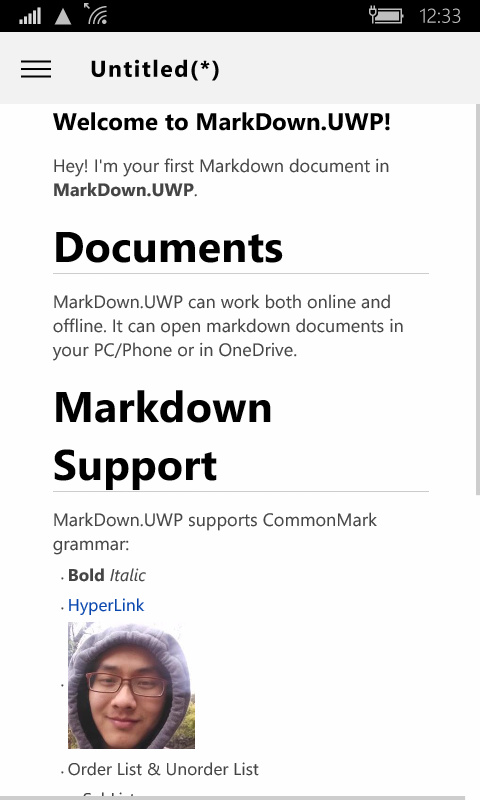 12:33
Untitled(*)
Welcome to MarkDown.UWP!
Hey! I'm your first Markdown document in
MarkDown.UWP.
Documents
MarkDown.UWP can work both online and
offline. It can open markdown documents in
your PC/Phone or in OneDrive.
Markdown
Support
MarkDown.UWP supports CommonMark
grammar:
· Bold Italic
· HyperLink
·
· Order List & Unorder List